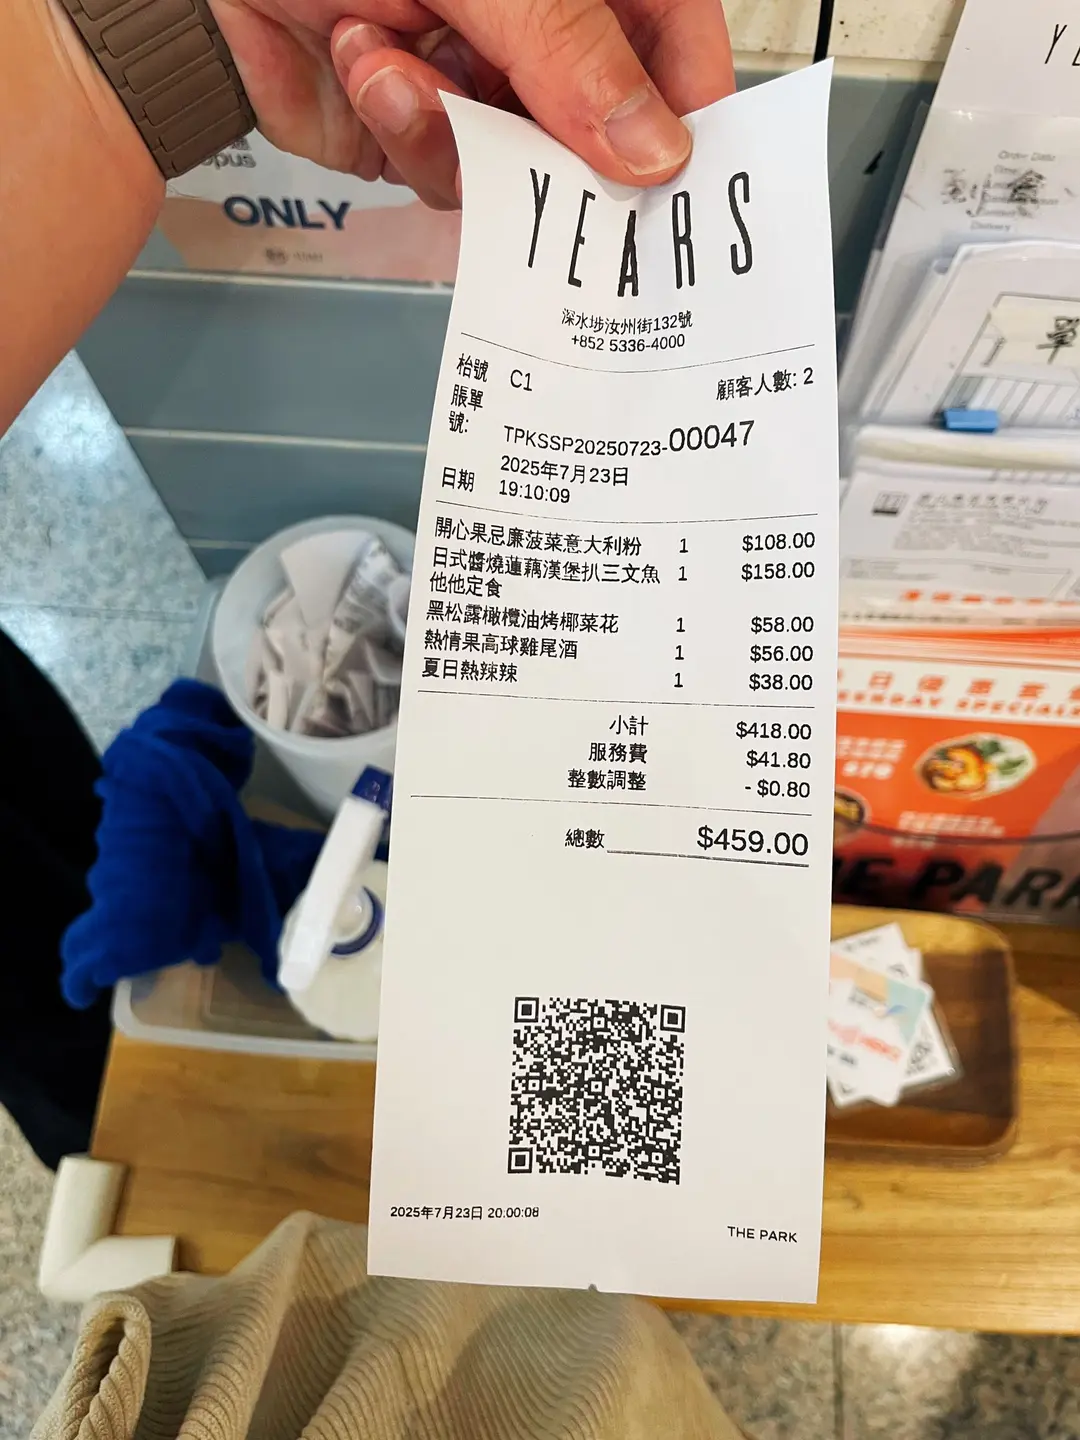 ONLY
YEARS
深水埗汝州街132號
+852 5336-4000
枱號 C1 顧客人數: 2
賬單號: TPKSSP20250723-00047
日期 2025年7月23日
19:10:09
開心果忌廉菠菜意大利粉 1 $108.00
日式醬燒蓮藕漢堡扒三文魚 1 $158.00
他他定食
黑松露橄欖油烤椰菜花 1 $58.00
熱情果高球雞尾酒 1 $56.00
夏日熱辣辣 1 $38.00
小計 $418.00
服務費 $41.80
整數調整 - $0.80
總數 $459.00
2025年7月23日 20:00:08
THE PARK
Order Date
單
E PARK